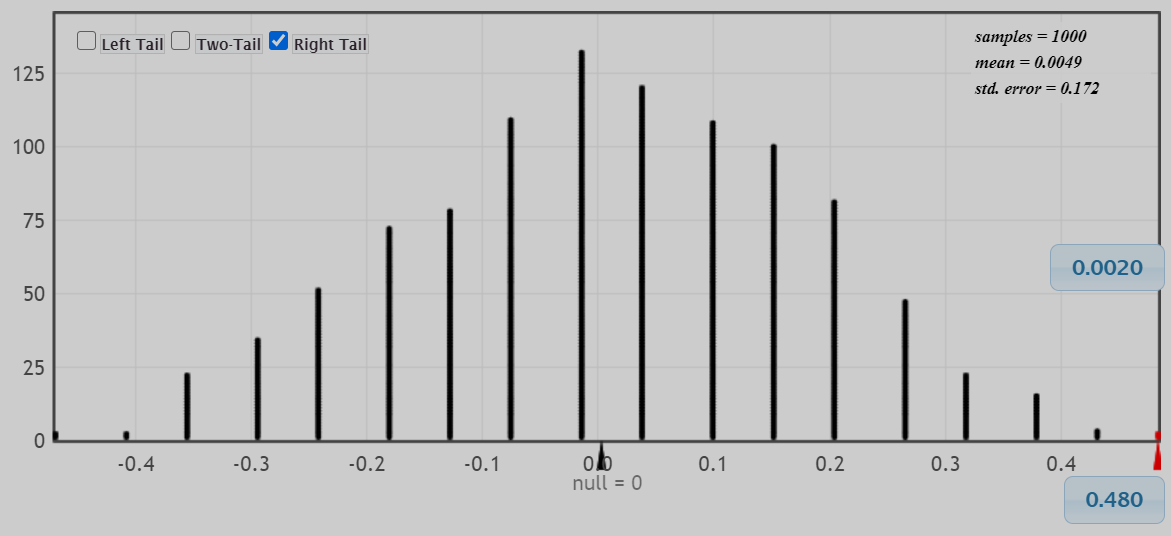 Left Tail Two-Tail Right Tail
samples = 1000
mean = 0.0049
std. error = 0.172
125
100
75
50
25
0
0.0020
-0.4 -0.3 -0.2 -0.1 0.0 0.1 0.2 0.3 0.4
null = 0
0.480